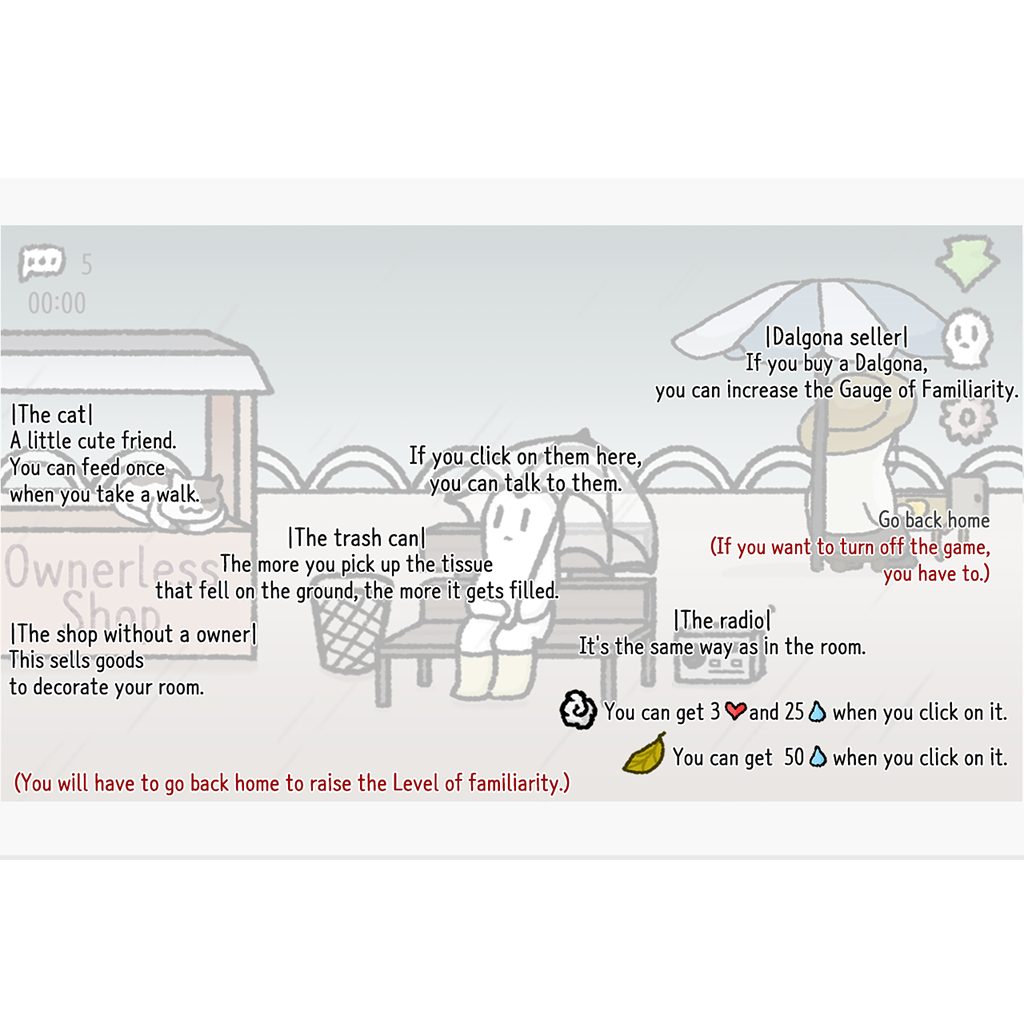 5
00:00
|Dalgona seller|
If you buy a Dalgona,
you can increase the Gauge of Familiarity.
|The cat|
A little cute friend.
You can feed once
when you take a walk.
If you click on them here,
you can talk to them.
Go back home
(If you want to turn off the game,
you have to.)
|The trash can|
The more you pick up the tissue
that fell on the ground, the more it gets filled.
Ownerless
Shop
|The shop without a owner|
This sells goods
to decorate your room.
|The radio|
It's the same way as in the room.
You can get 3 and 25 when you click on it.
You can get 50 when you click on it.
(You will have to go back home to raise the Level of familiarity.)